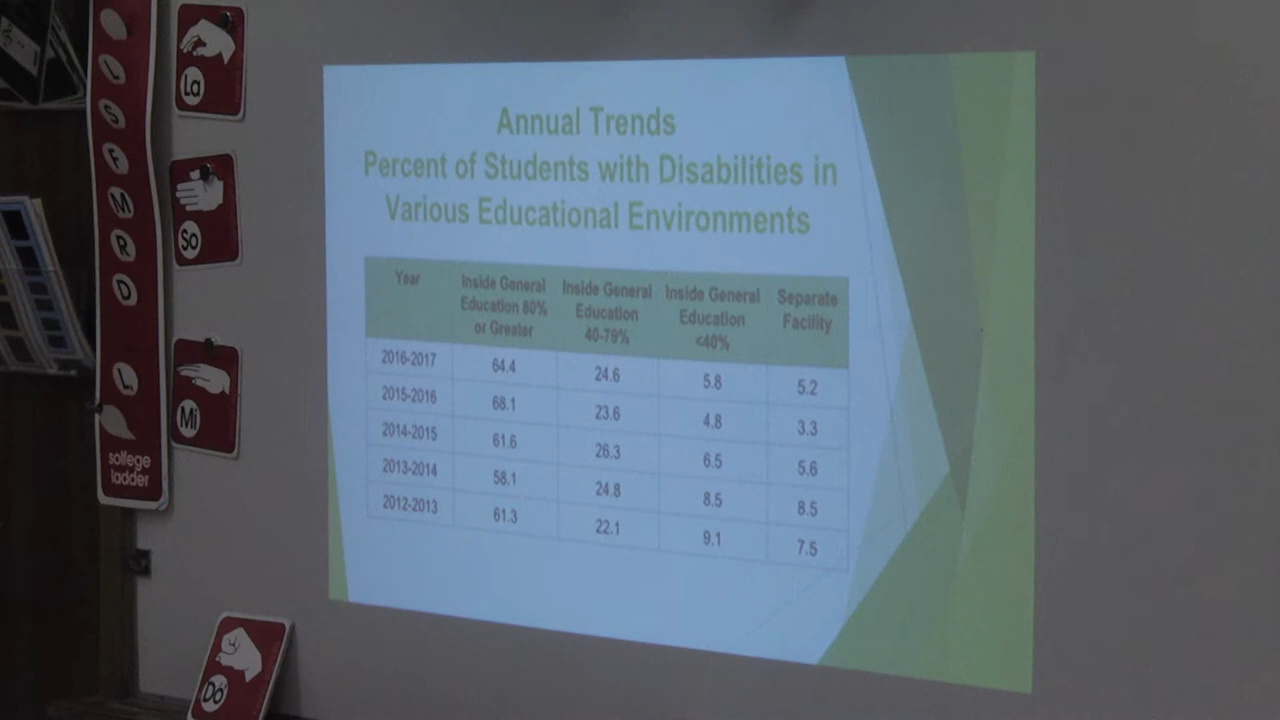 L
S
F
M
R
D
L
solfege
ladder
La
So
Mi
Do
Annual Trends
Percent of Students with Disabilities in
Various Educational Environments
Year
Inside General
Education 80%
or Greater
Inside General
Education
40-79%
Inside General
Education
<40%
Separate
Facility
2016-2017 64.4 24.6 5.8 5.2
2015-2016 68.1 23.6 4.8 3.3
2014-2015 61.6 26.3 6.5 5.6
2013-2014 58.1 24.8 8.5 8.5
2012-2013 61.3 22.1 9.1 7.5